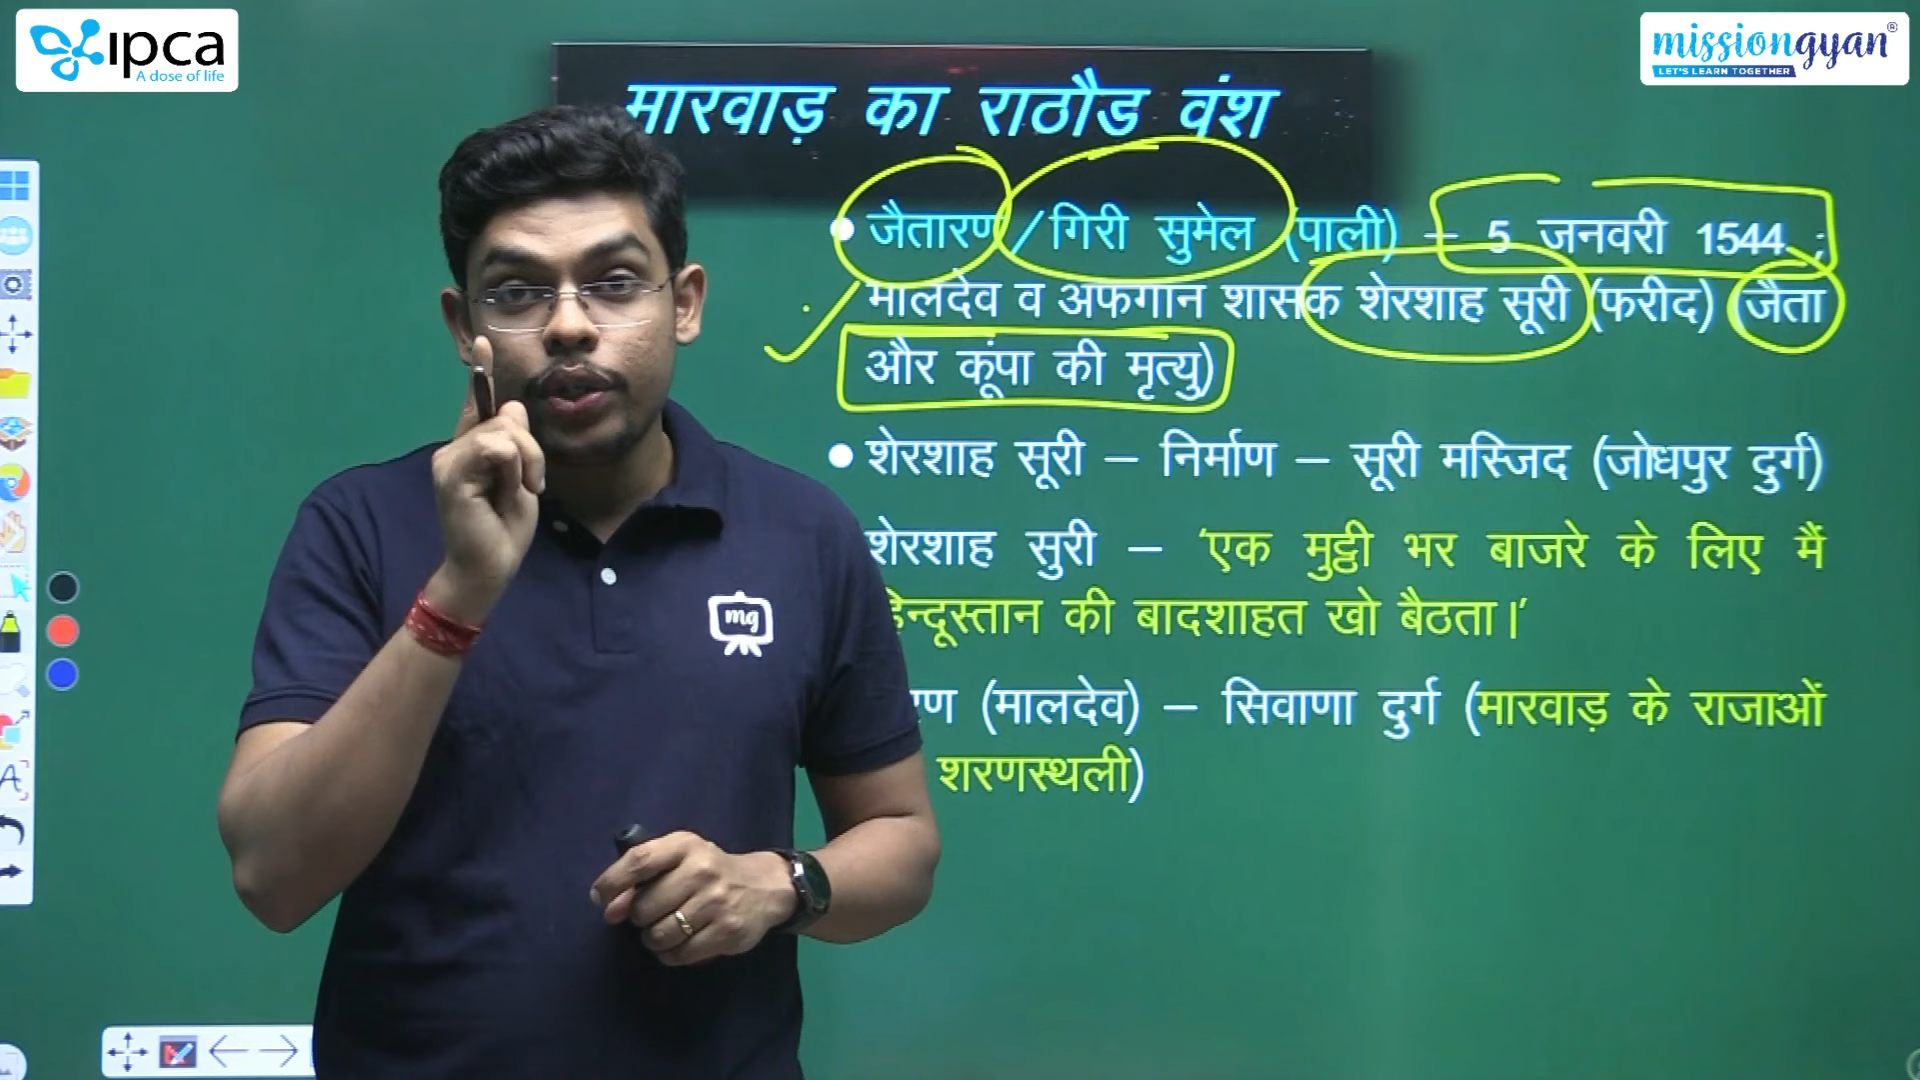 ipca
A dose of life
missiongyan®
LET'S LEARN TOGETHER
मारवाड़ का राठौड वंश
• जैतारण / गिरी सुमेल (पाली) – 5 जनवरी 1544 ;
मालदेव व अफगान शासक शेरशाह सूरी (फरीद) (जैता
और कूंपा की मृत्यु)
• शेरशाह सूरी – निर्माण – सूरी मस्जिद (जोधपुर दुर्ग)
शेरशाह सुरी – ‘एक मुट्ठी भर बाजरे के लिए मैं
हिन्दूस्तान की बादशाहत खो बैठता।’
(मालदेव) – सिवाणा दुर्ग (मारवाड़ के राजाओं
शरणस्थली)
mg